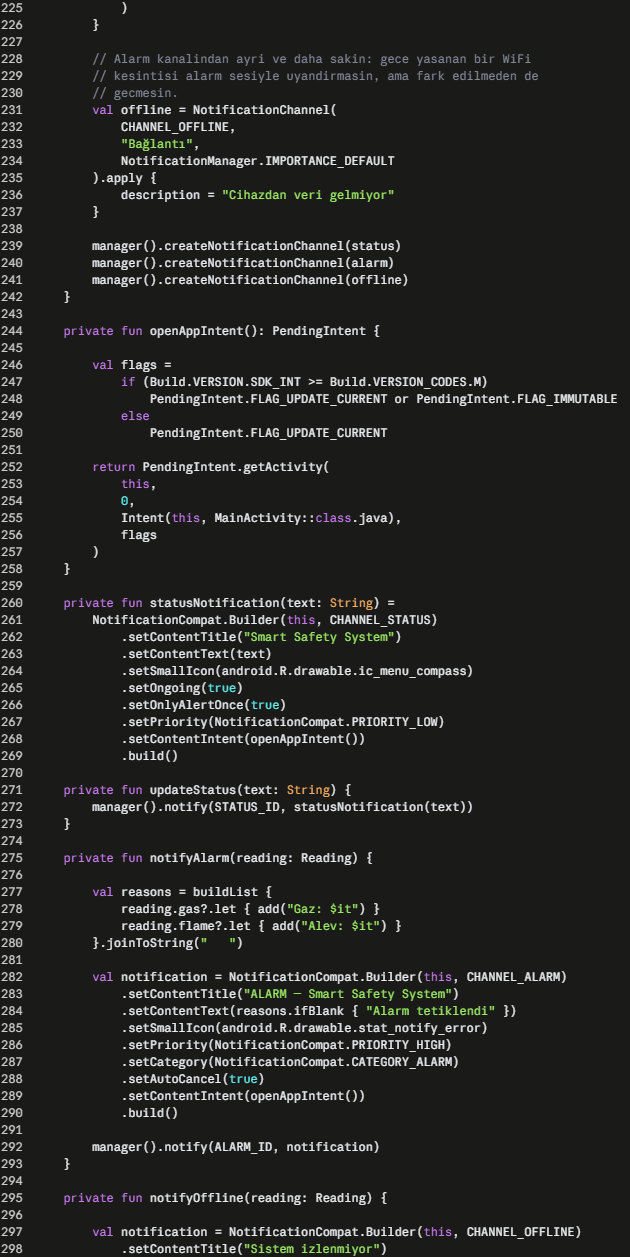 225             )
226         }
227
228         // Alarm kanalindan ayri ve daha sakin: gece yasanan bir WiFi
229         // kesintisi alarm sesiyle uyandirmasin, ama fark edilmeden de
230         // gecmesin.
231         val offline = NotificationChannel(
232             CHANNEL_OFFLINE,
233             "Bağlantı",
234             NotificationManager.IMPORTANCE_DEFAULT
235         ).apply {
236             description = "Cihazdan veri gelmiyor"
237         }
238
239         manager().createNotificationChannel(status)
240         manager().createNotificationChannel(alarm)
241         manager().createNotificationChannel(offline)
242     }
243
244     private fun openAppIntent(): PendingIntent {
245
246         val flags =
247             if (Build.VERSION.SDK_INT >= Build.VERSION_CODES.M)
248                 PendingIntent.FLAG_UPDATE_CURRENT or PendingIntent.FLAG_IMMUTABLE
249             else
250                 PendingIntent.FLAG_UPDATE_CURRENT
251
252         return PendingIntent.getActivity(
253             this,
254             0,
255             Intent(this, MainActivity::class.java),
256             flags
257         )
258     }
259
260     private fun statusNotification(text: String) =
261         NotificationCompat.Builder(this, CHANNEL_STATUS)
262             .setContentTitle("Smart Safety System")
263             .setContentText(text)
264             .setSmallIcon(android.R.drawable.ic_menu_compass)
265             .setOngoing(true)
266             .setOnlyAlertOnce(true)
267             .setPriority(NotificationCompat.PRIORITY_LOW)
268             .setContentIntent(openAppIntent())
269             .build()
270
271     private fun updateStatus(text: String) {
272         manager().notify(STATUS_ID, statusNotification(text))
273     }
274
275     private fun notifyAlarm(reading: Reading) {
276
277         val reasons = buildList {
278             reading.gas?.let { add("Gaz: $it") }
279             reading.flame?.let { add("Alev: $it") }
280         }.joinToString("   ")
281
282         val notification = NotificationCompat.Builder(this, CHANNEL_ALARM)
283             .setContentTitle("ALARM — Smart Safety System")
284             .setContentText(reasons.ifBlank { "Alarm tetiklendi" })
285             .setSmallIcon(android.R.drawable.stat_notify_error)
286             .setPriority(NotificationCompat.PRIORITY_HIGH)
287             .setCategory(NotificationCompat.CATEGORY_ALARM)
288             .setAutoCancel(true)
289             .setContentIntent(openAppIntent())
290             .build()
291
292         manager().notify(ALARM_ID, notification)
293     }
294
295     private fun notifyOffline(reading: Reading) {
296
297         val notification = NotificationCompat.Builder(this, CHANNEL_OFFLINE)
298             .setContentTitle("Sistem izlenmiyor")